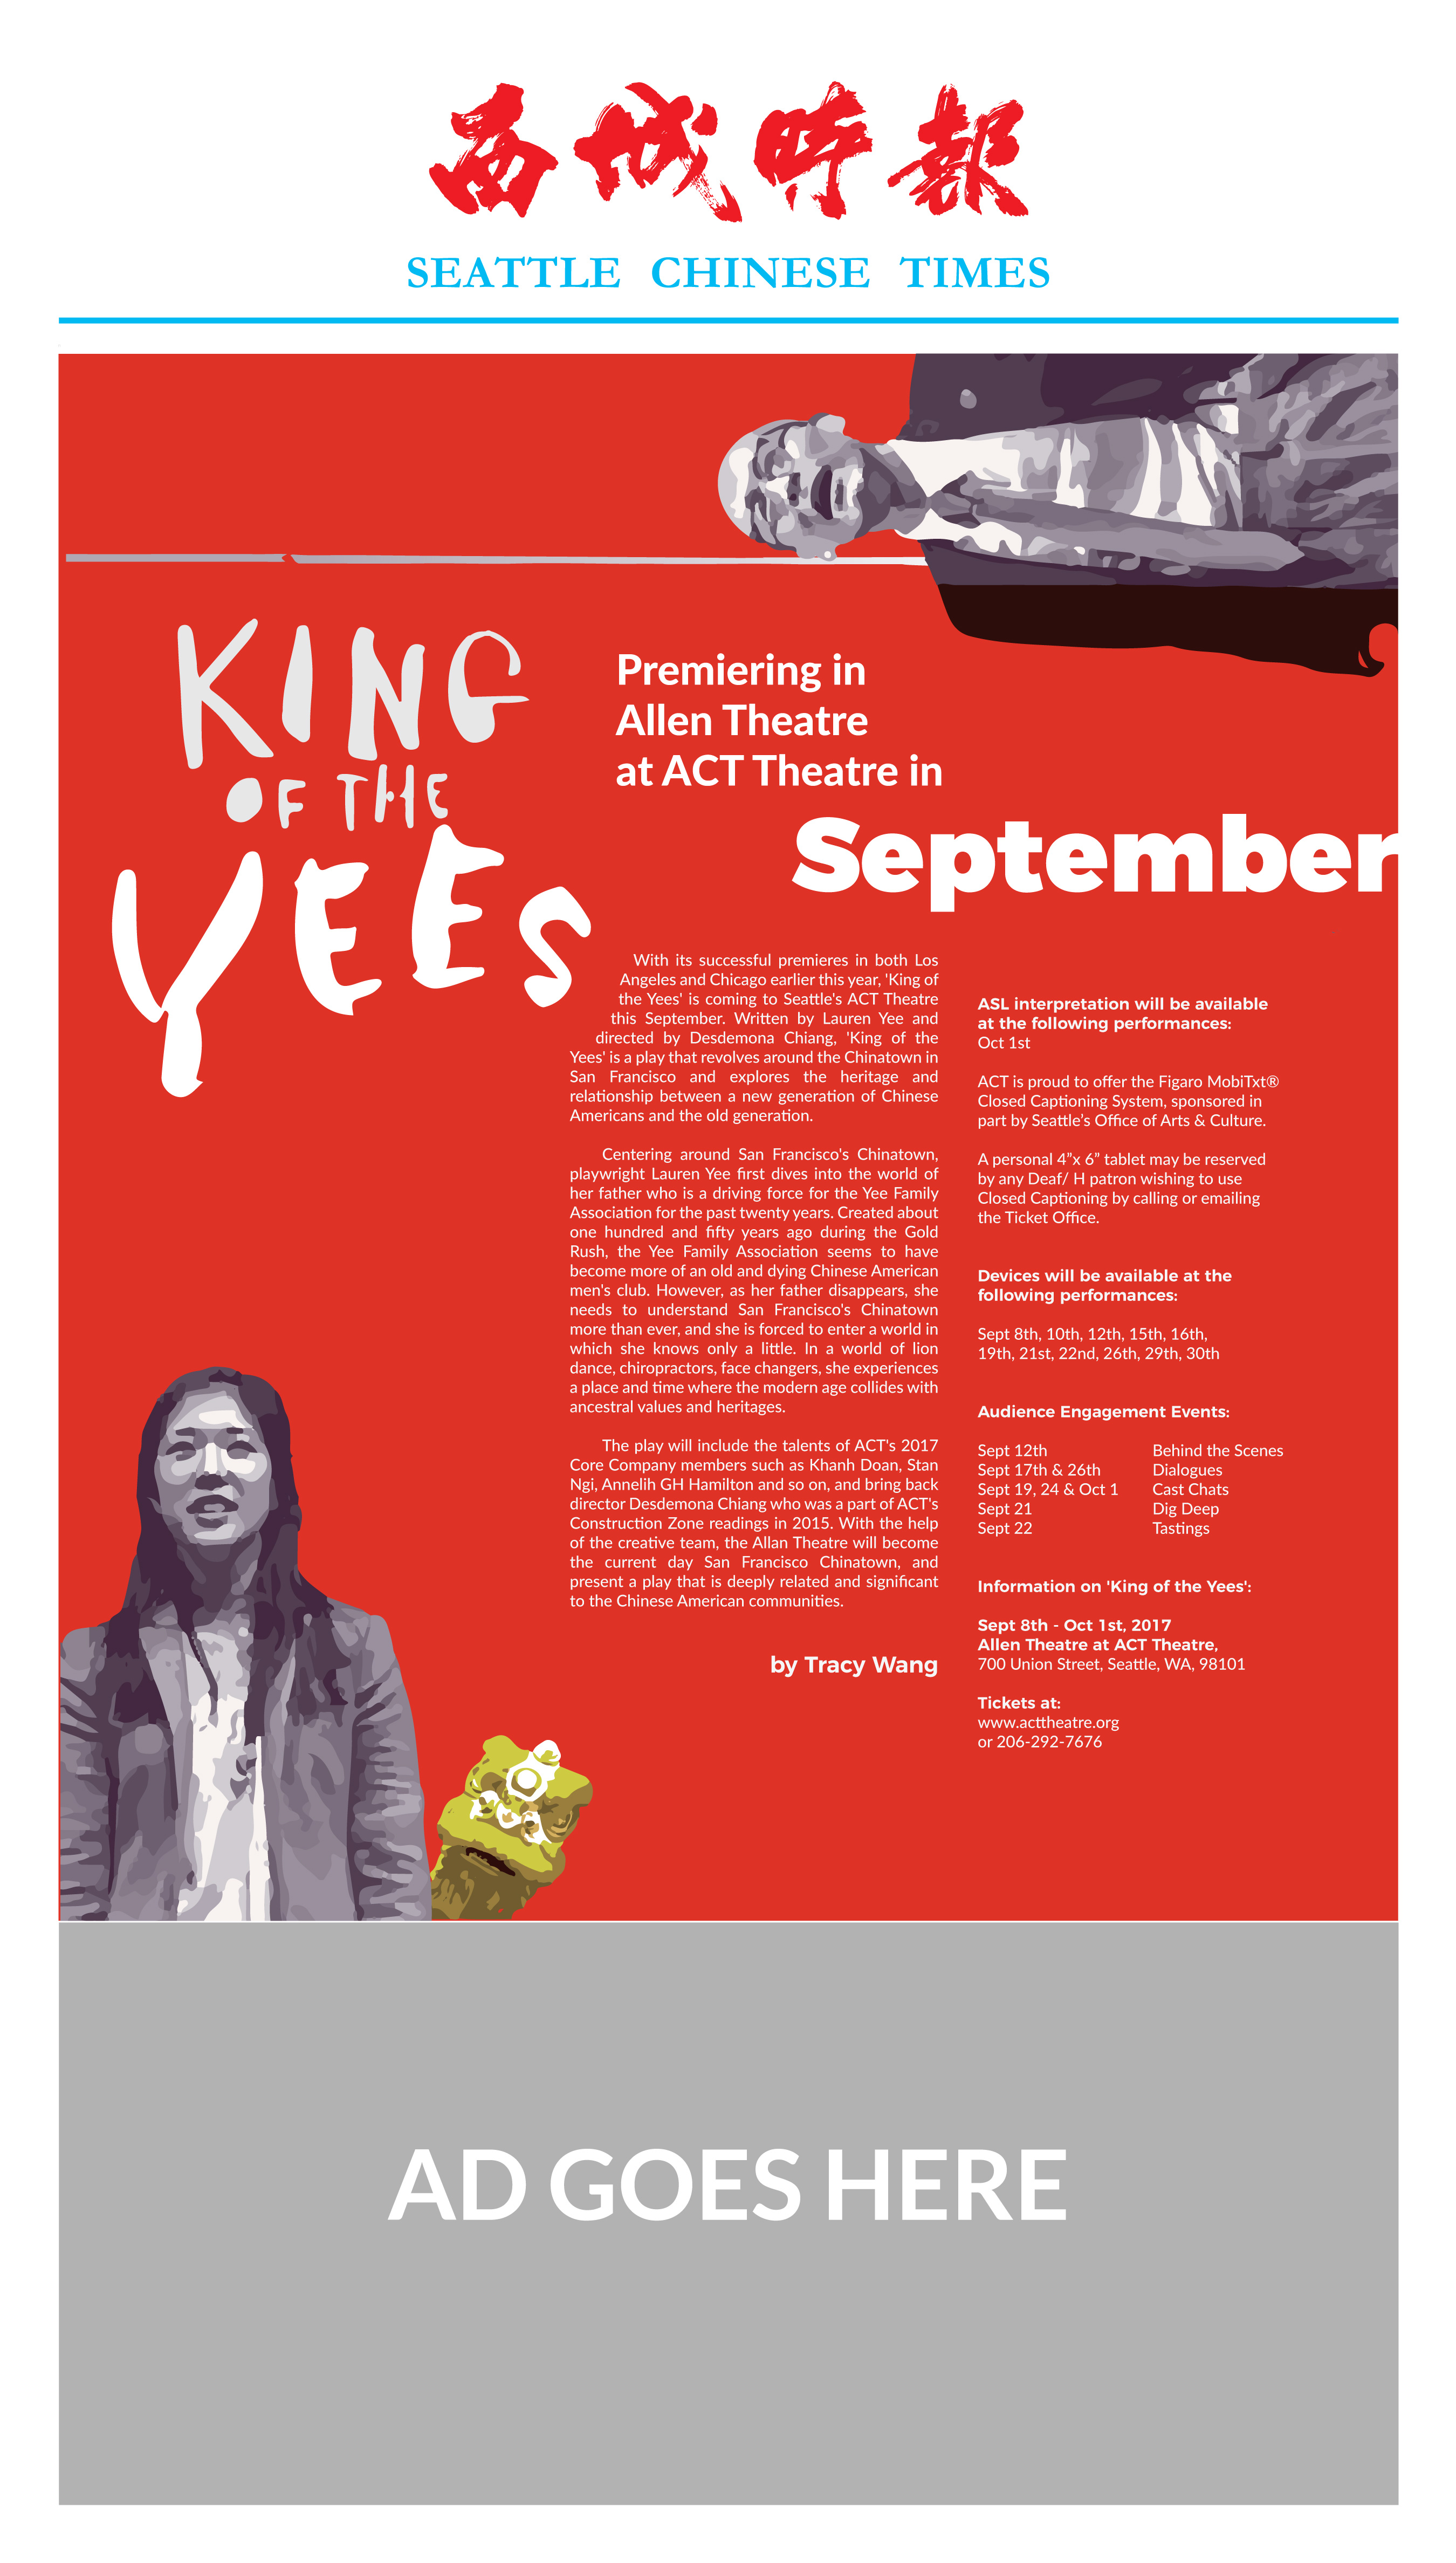 西城時報
SEATTLE CHINESE TIMES
KING
OF THE
YEES
Premiering in
Allen Theatre
at ACT Theatre in
September
With its successful premieres in both Los
Angeles and Chicago earlier this year, 'King of
the Yees' is coming to Seattle's ACT Theatre
this September. Written by Lauren Yee and
directed by Desdemona Chiang, 'King of the
Yees' is a play that revolves around the Chinatown in
San Francisco and explores the heritage and
relationship between a new generation of Chinese
Americans and the old generation.
Centering around San Francisco's Chinatown,
playwright Lauren Yee first dives into the world of
her father who is a driving force for the Yee Family
Association for the past twenty years. Created about
one hundred and fifty years ago during the Gold
Rush, the Yee Family Association seems to have
become more of an old and dying Chinese American
men's club. However, as her father disappears, she
needs to understand San Francisco's Chinatown
more than ever, and she is forced to enter a world in
which she knows only a little. In a world of lion
dance, chiropractors, face changers, she experiences
a place and time where the modern age collides with
ancestral values and heritages.
The play will include the talents of ACT's 2017
Core Company members such as Khanh Doan, Stan
Ngi, Annelih GH Hamilton and so on, and bring back
director Desdemona Chiang who was a part of ACT's
Construction Zone readings in 2015. With the help
of the creative team, the Allan Theatre will become
the current day San Francisco Chinatown, and
present a play that is deeply related and significant
to the Chinese American communities.
by Tracy Wang
ASL interpretation will be available
at the following performances:
Oct 1st
ACT is proud to offer the Figaro MobiTxt®
Closed Captioning System, sponsored in
part by Seattle’s Office of Arts & Culture.
A personal 4”x 6” tablet may be reserved
by any Deaf/ H patron wishing to use
Closed Captioning by calling or emailing
the Ticket Office.
Devices will be available at the
following performances:
Sept 8th, 10th, 12th, 15th, 16th,
19th, 21st, 22nd, 26th, 29th, 30th
Audience Engagement Events:
Sept 12th Behind the Scenes
Sept 17th & 26th Dialogues
Sept 19, 24 & Oct 1 Cast Chats
Sept 21 Dig Deep
Sept 22 Tastings
Information on 'King of the Yees':
Sept 8th - Oct 1st, 2017
Allen Theatre at ACT Theatre,
700 Union Street, Seattle, WA, 98101
Tickets at:
www.acttheatre.org
or 206-292-7676
AD GOES HERE